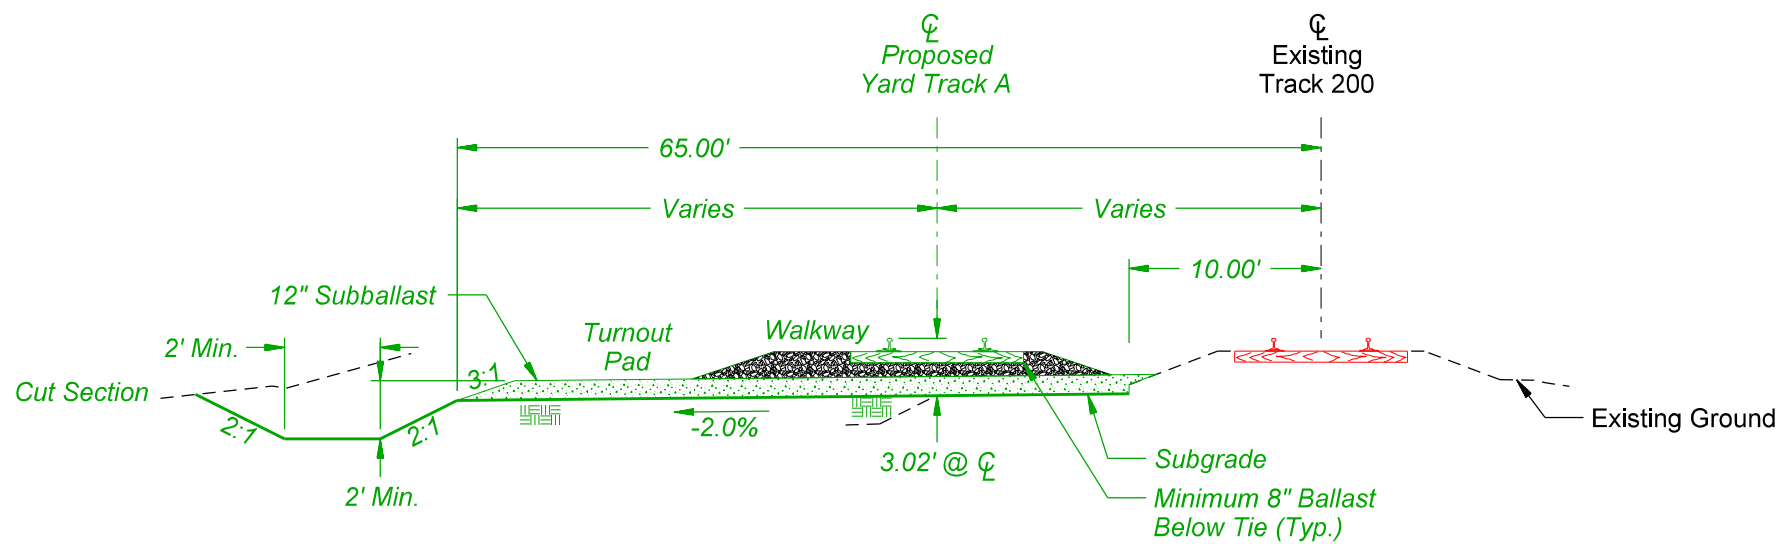 ℄
Proposed
Yard Track A
℄
Existing
Track 200
65.00'
Varies
Varies
10.00'
12" Subballast
Turnout
Pad
Walkway
2' Min.
3:1
Cut Section
2:1
2:1
-2.0%
Existing Ground
3.02' @ ℄
Subgrade
2' Min.
Minimum 8" Ballast
Below Tie (Typ.)